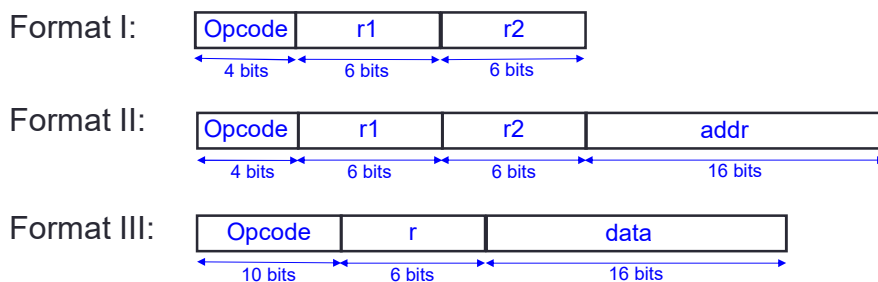 Format I: Opcode r1 r2
4 bits 6 bits 6 bits
Format II: Opcode r1 r2 addr
4 bits 6 bits 6 bits 16 bits
Format III: Opcode r data
10 bits 6 bits 16 bits